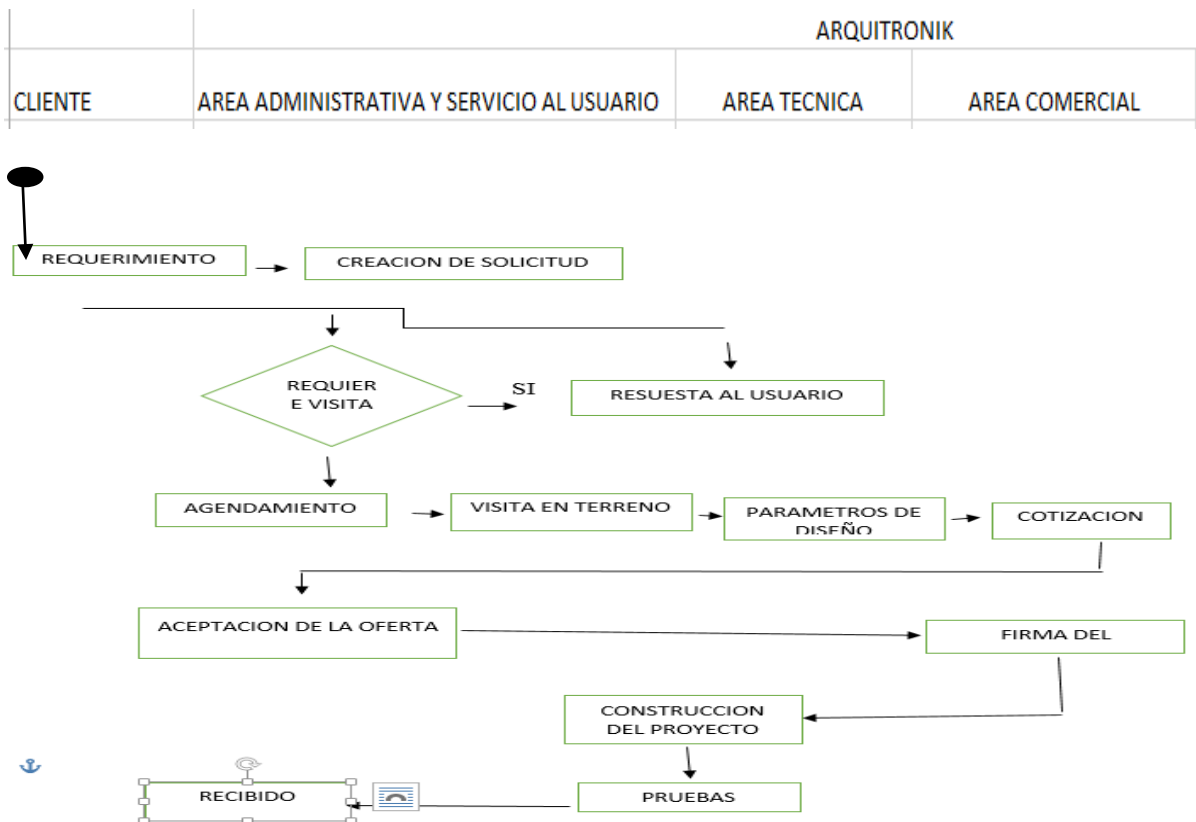 ARQUITRONIK
CLIENTE
AREA ADMINISTRATIVA Y SERVICIO AL USUARIO
AREA TECNICA
AREA COMERCIAL
REQUERIMIENTO
CREACION DE SOLICITUD
REQUIER
E VISITA
SI
RESUESTA AL USUARIO
AGENDAMIENTO
VISITA EN TERRENO
PARAMETROS DE
DISEÑO
COTIZACION
ACEPTACION DE LA OFERTA
FIRMA DEL
CONSTRUCCION
DEL PROYECTO
RECIBIDO
PRUEBAS